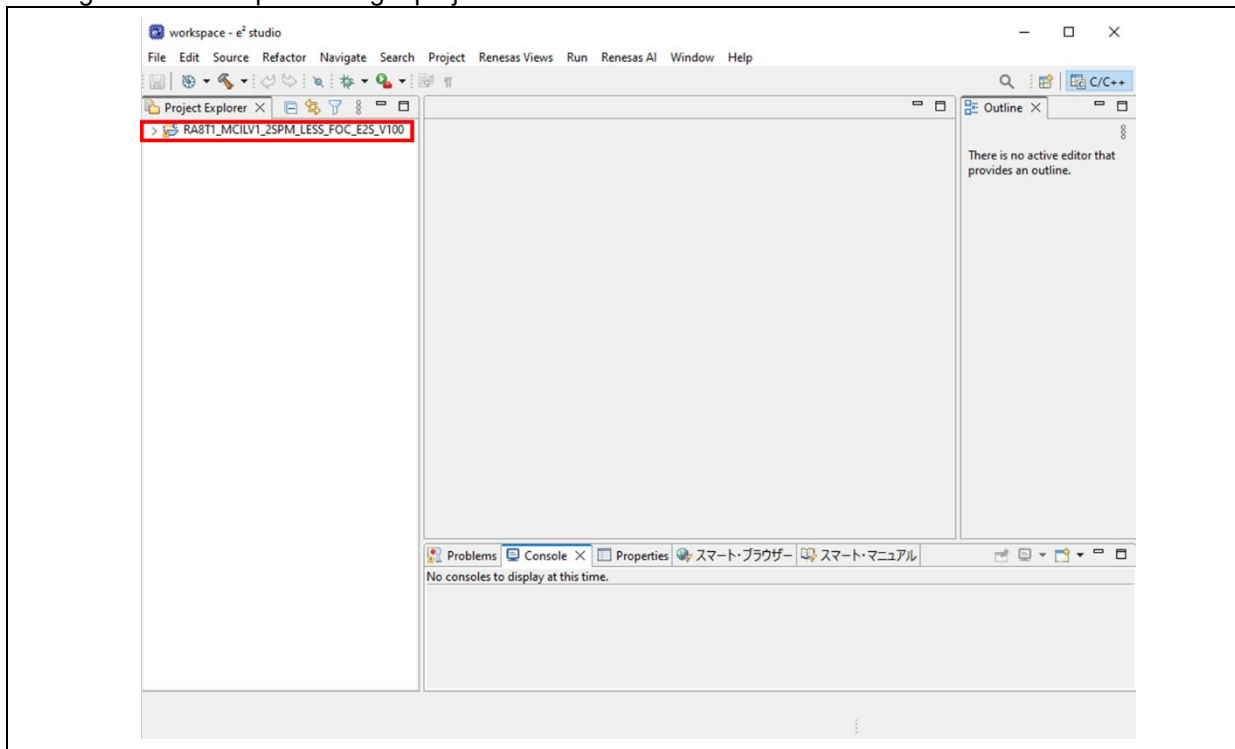 workspace - e² studio
File Edit Source Refactor Navigate Search Project Renesas Views Run Renesas AI Window Help
C/C++
Project Explorer
Outline
RA8T1_MCILV1_2SPM_LESS_FOC_E2S_V100
There is no active editor that
provides an outline.
Problems Console Properties スマート・ブラウザー スマート・マニュアル
No consoles to display at this time.